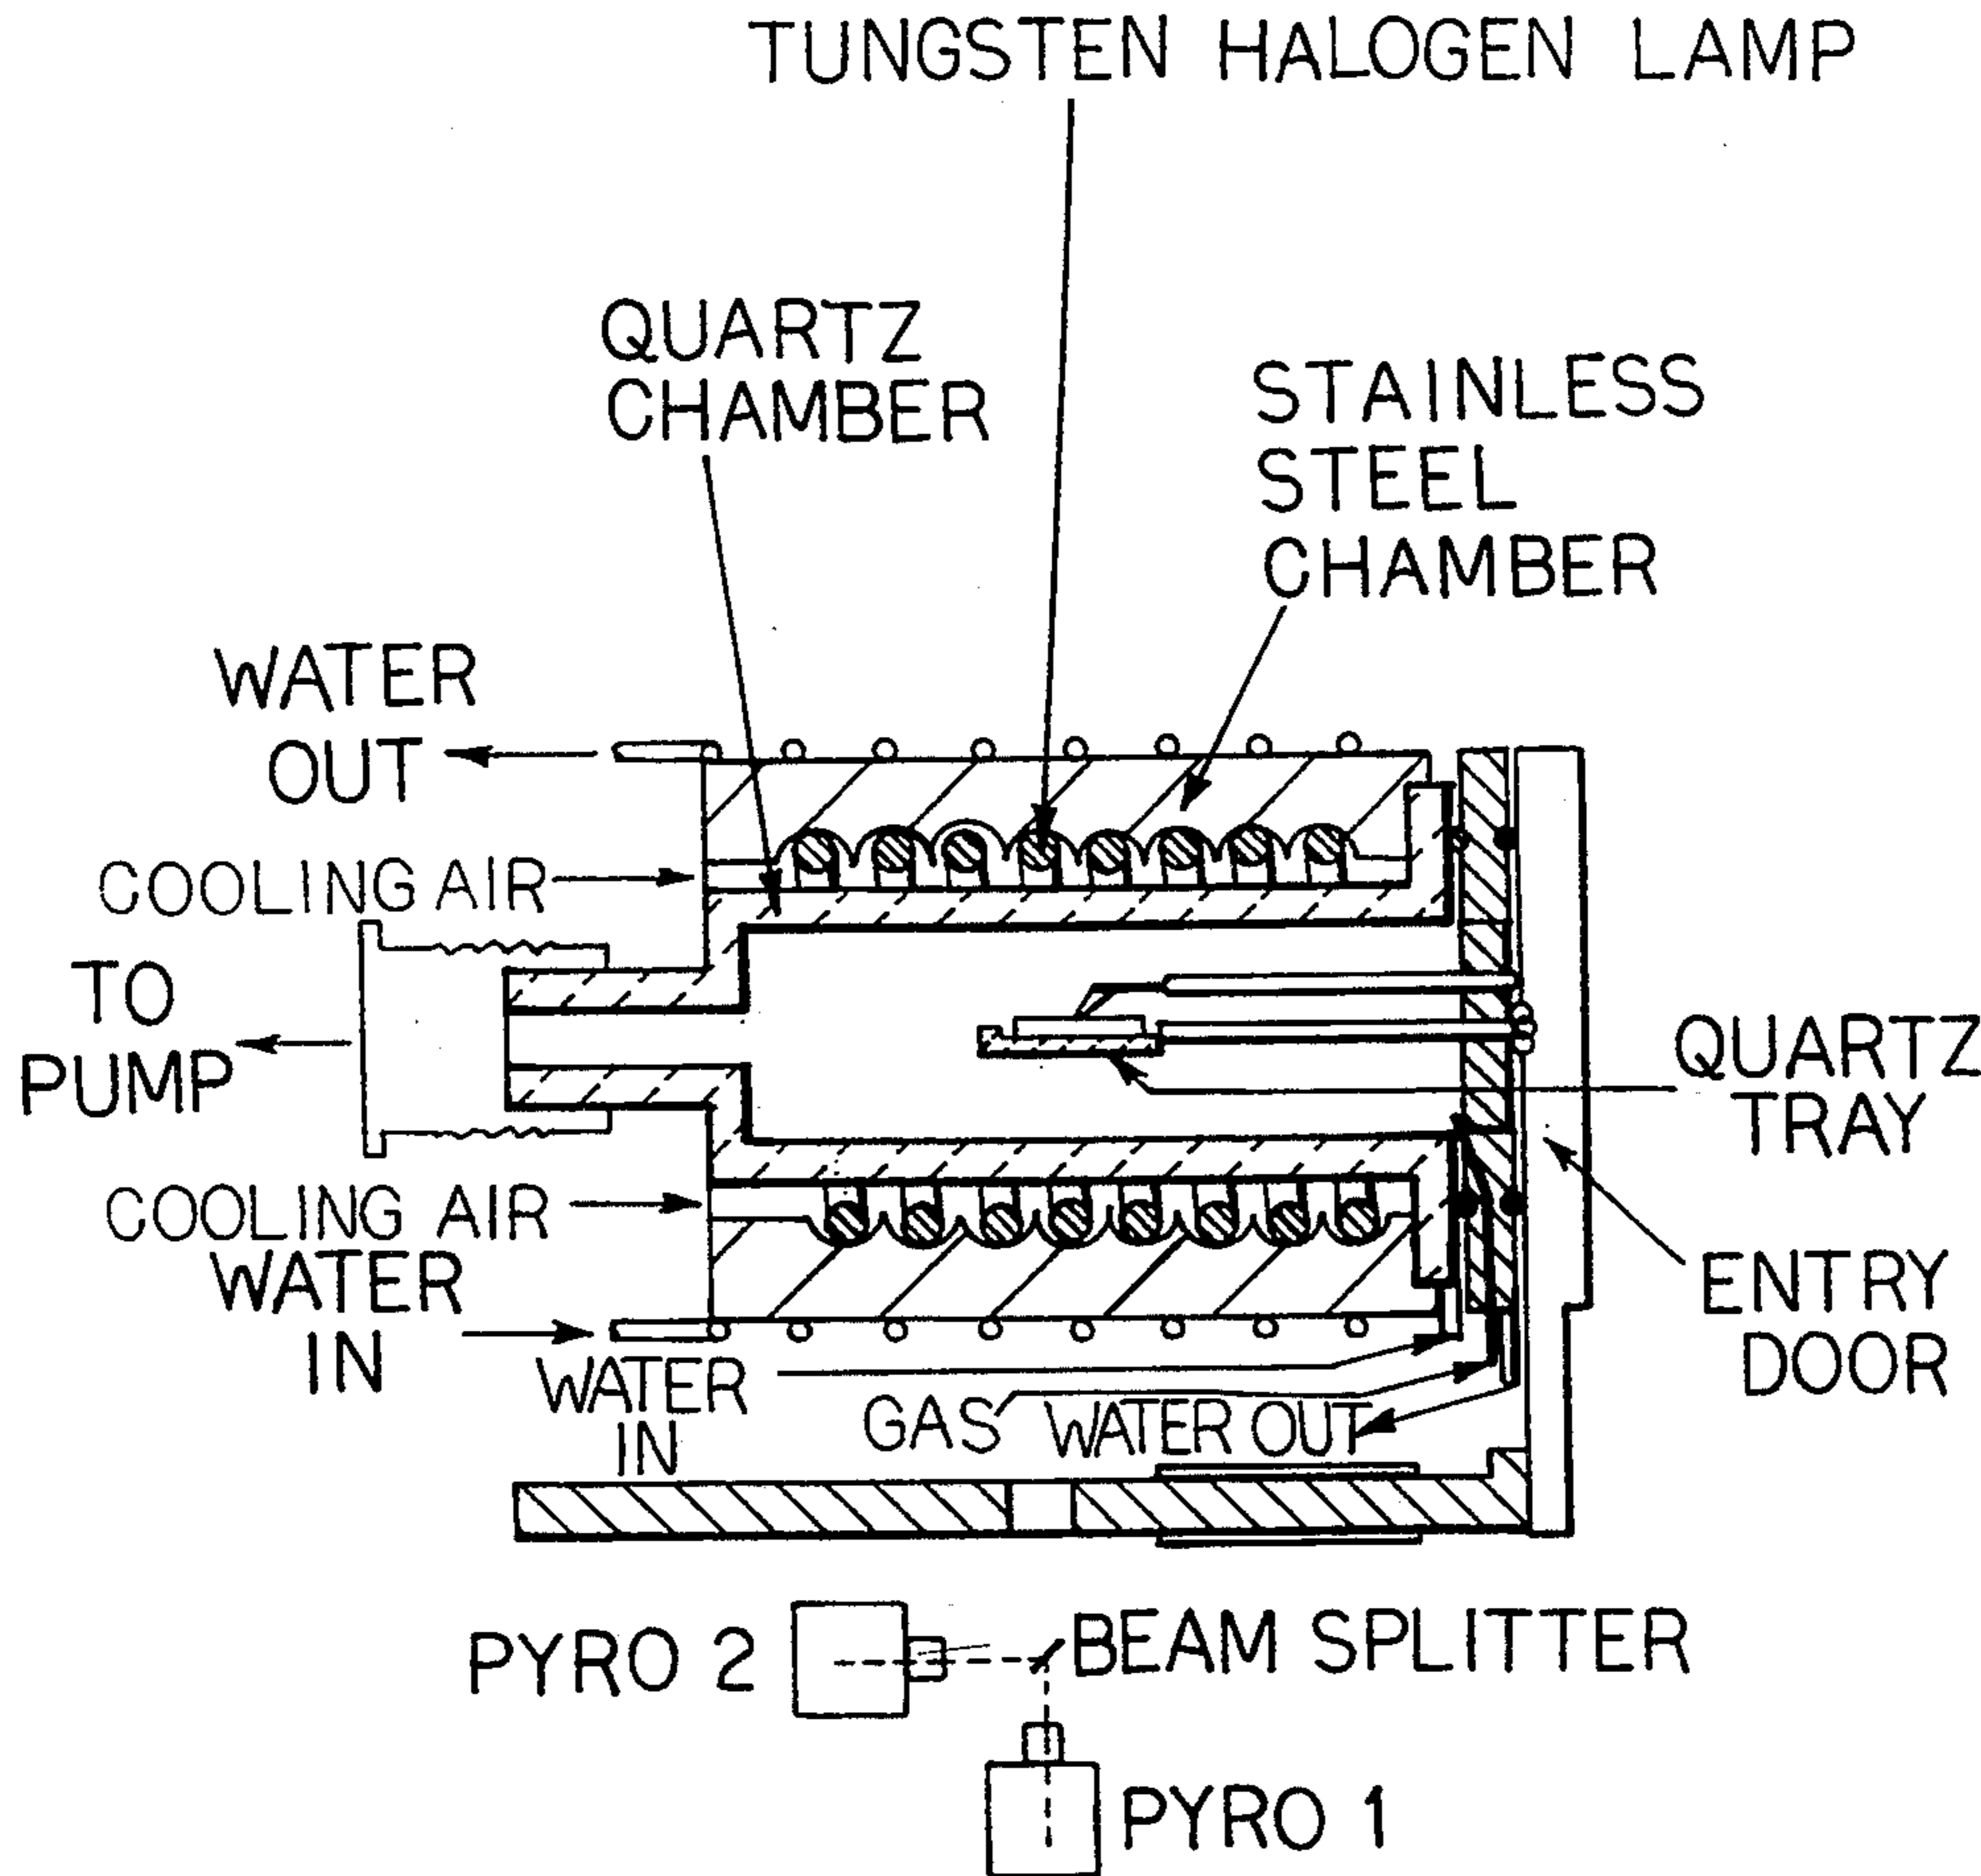 TUNGSTEN HALOGEN LAMP
QUARTZ
CHAMBER
STAINLESS
STEEL
CHAMBER
WATER
OUT
COOLING AIR
TO
PUMP
QUARTZ
TRAY
COOLING AIR
WATER
IN
ENTRY
DOOR
WATER
IN
GAS
WATER OUT
PYRO 2
BEAM SPLITTER
PYRO 1